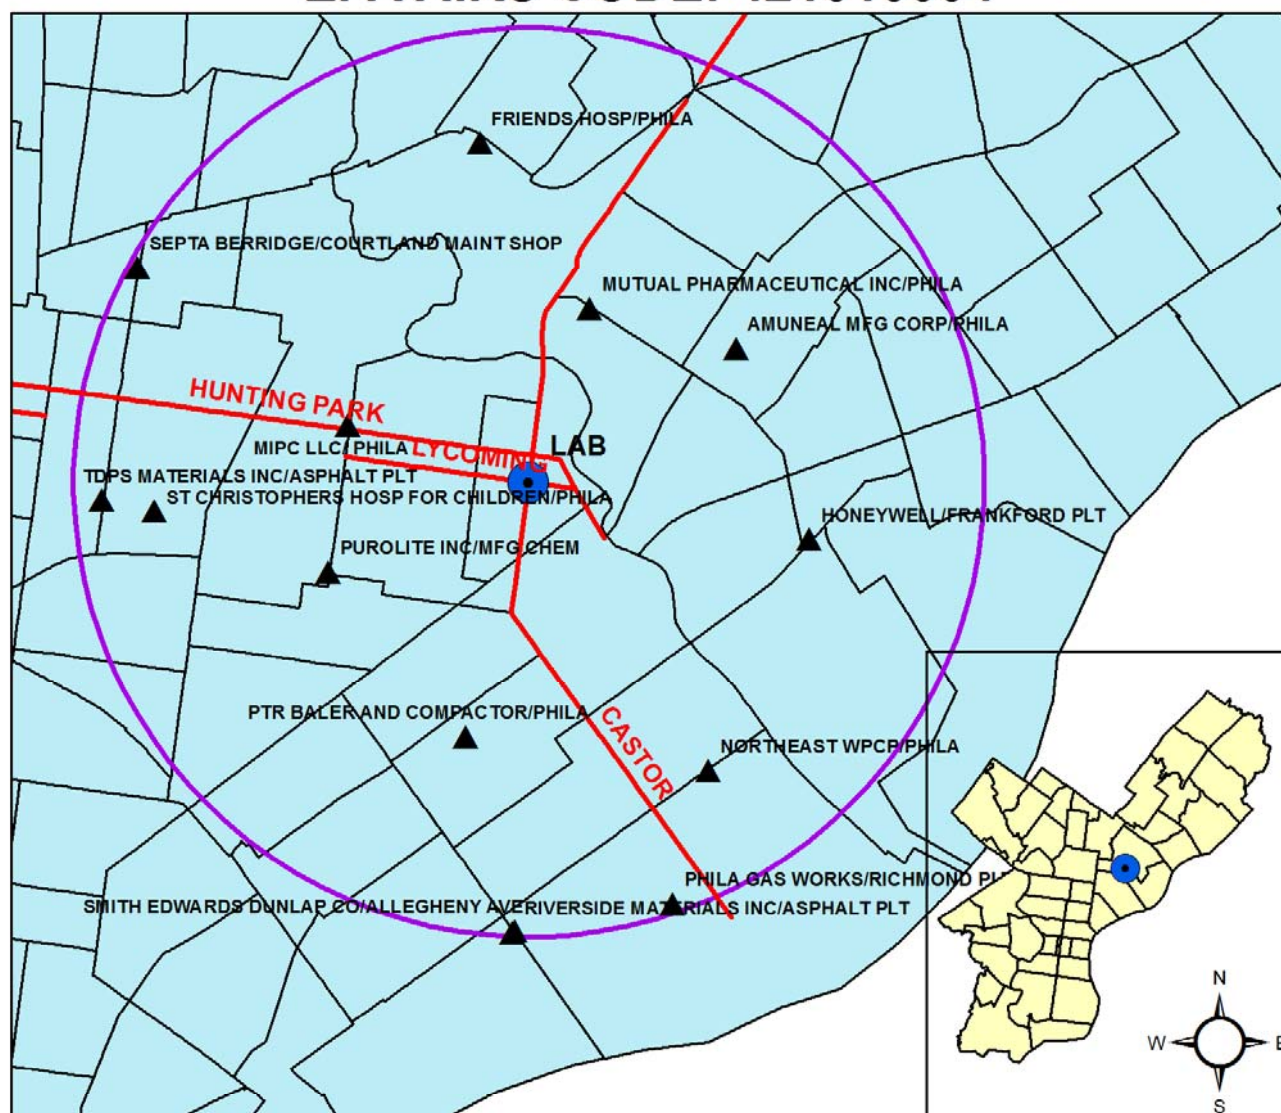 FRIENDS HOSP/PHILA
SEPTA BERRIDGE/COURTLAND MAINT SHOP
MUTUAL PHARMACEUTICAL INC/PHILA
AMUNEAL MFG CORP/PHILA
HUNTING PARK
MIPC LLC/PHILA
LYCOMING
LAB
TDPS MATERIALS INC/ASPHALT PLT
ST CHRISTOPHERS HOSP FOR CHILDREN/PHILA
HONEYWELL/FRANKFORD PLT
PUROLITE INC/MFG CHEM
PTR BALER AND COMPACTOR/PHILA
CASTOR
NORTHEAST WPCP/PHILA
PHILA GAS WORKS/RICHMOND PLT
SMITH EDWARDS DUNLAP CO/ALLEGHENY AVE
RIVERSIDE MATERIALS INC/ASPHALT PLT
N
W
E
S